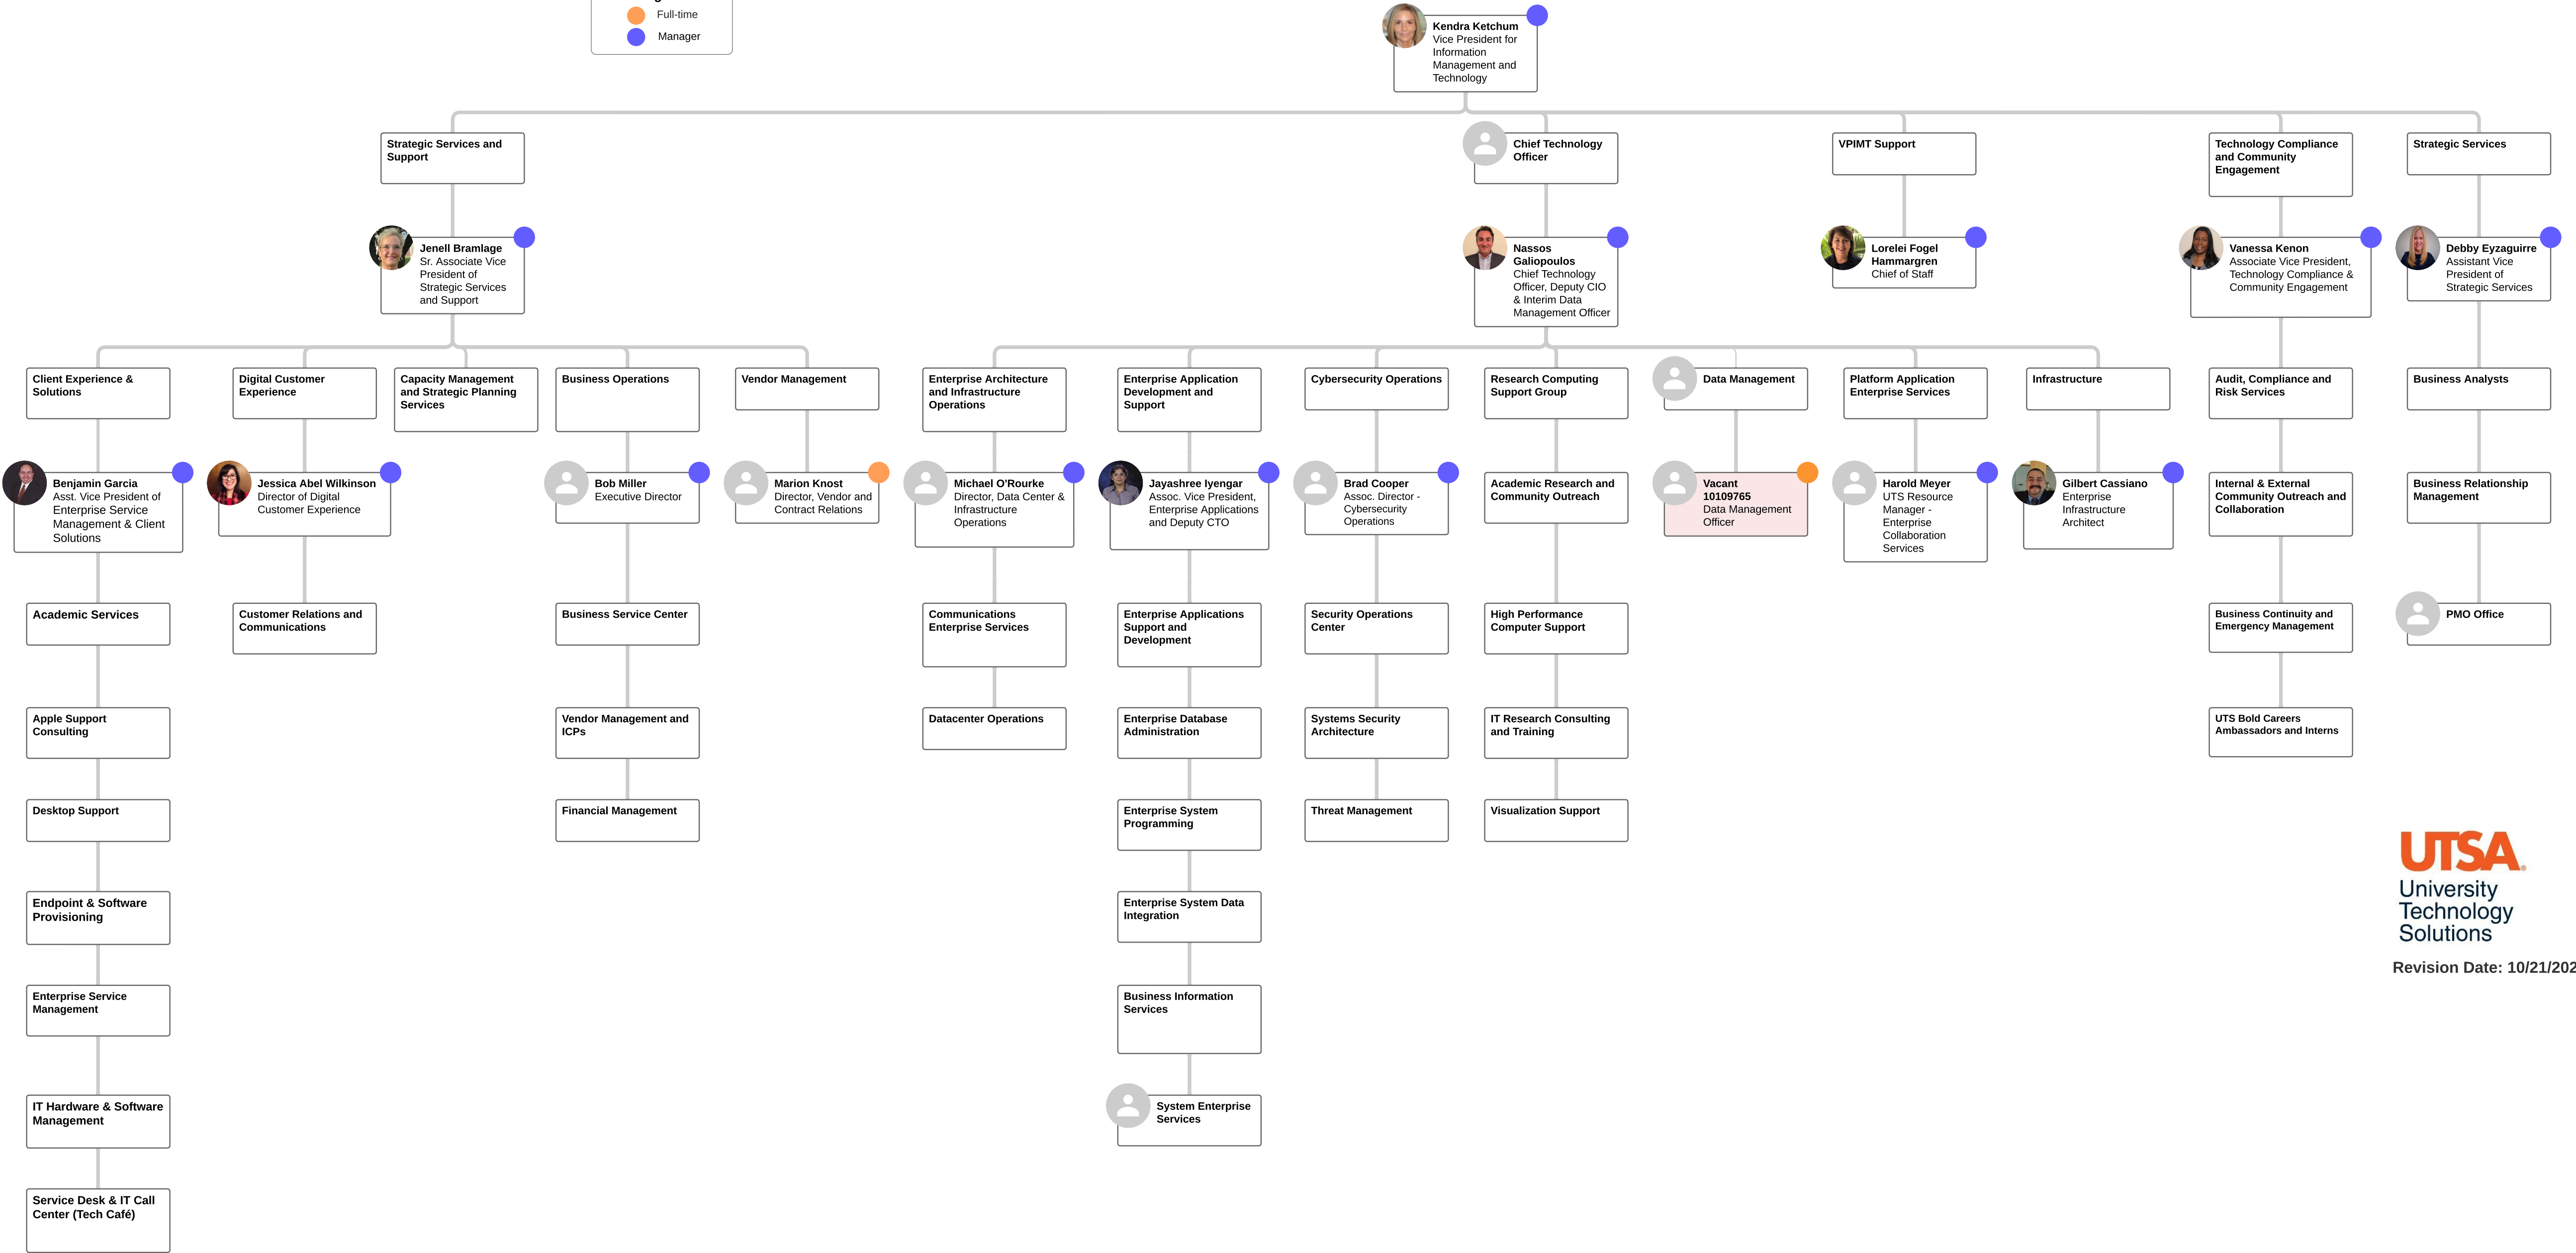 Full-time
Manager
Kendra Ketchum
Vice President for
Information
Management and
Technology
Strategic Services and
Support
Chief Technology
Officer
VPIMT Support
Technology Compliance
and Community
Engagement
Strategic Services
Jenell Bramlage
Sr. Associate Vice
President of
Strategic Services
and Support
Nassos
Galiopoulos
Chief Technology
Officer, Deputy CIO
& Interim Data
Management Officer
Lorelei Fogel
Hammargren
Chief of Staff
Vanessa Kenon
Associate Vice President,
Technology Compliance &
Community Engagement
Debby Eyzaguirre
Assistant Vice
President of
Strategic Services
Client Experience &
Solutions
Digital Customer
Experience
Capacity Management
and Strategic Planning
Services
Business Operations
Vendor Management
Enterprise Architecture
and Infrastructure
Operations
Enterprise Application
Development and
Support
Cybersecurity Operations
Research Computing
Support Group
Data Management
Platform Application
Enterprise Services
Infrastructure
Audit, Compliance and
Risk Services
Business Analysts
Benjamin Garcia
Asst. Vice President of
Enterprise Service
Management & Client
Solutions
Jessica Abel Wilkinson
Director of Digital
Customer Experience
Bob Miller
Executive Director
Marion Knost
Director, Vendor and
Contract Relations
Michael O'Rourke
Director, Data Center &
Infrastructure
Operations
Jayashree Iyengar
Assoc. Vice President,
Enterprise Applications
and Deputy CTO
Brad Cooper
Assoc. Director -
Cybersecurity
Operations
Academic Research and
Community Outreach
Vacant
10109765
Data Management
Officer
Harold Meyer
UTS Resource
Manager -
Enterprise
Collaboration
Services
Gilbert Cassiano
Enterprise
Infrastructure
Architect
Internal & External
Community Outreach and
Collaboration
Business Relationship
Management
Academic Services
Customer Relations and
Communications
Business Service Center
Communications
Enterprise Services
Enterprise Applications
Support and
Development
Security Operations
Center
High Performance
Computer Support
Business Continuity and
Emergency Management
PMO Office
Apple Support
Consulting
Vendor Management and
ICPs
Datacenter Operations
Enterprise Database
Administration
Systems Security
Architecture
IT Research Consulting
and Training
UTS Bold Careers
Ambassadors and Interns
Desktop Support
Financial Management
Enterprise System
Programming
Threat Management
Visualization Support
Endpoint & Software
Provisioning
Enterprise System Data
Integration
Enterprise Service
Management
Business Information
Services
IT Hardware & Software
Management
System Enterprise
Services
Service Desk & IT Call
Center (Tech Café)
UTSA®
University
Technology
Solutions
Revision Date: 10/21/202